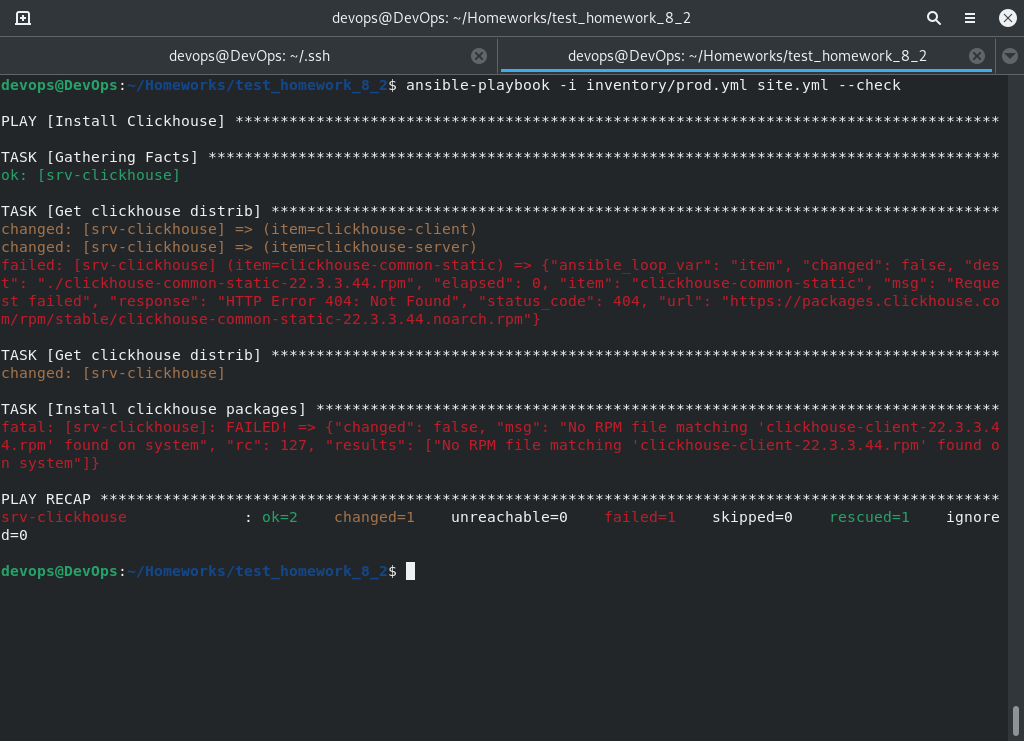 devops@DevOps: ~/Homeworks/test_homework_8_2
devops@DevOps: ~/.ssh
devops@DevOps: ~/Homeworks/test_homework_8_2
devops@DevOps:~/Homeworks/test_homework_8_2$ ansible-playbook -i inventory/prod.yml site.yml --check
PLAY [Install Clickhouse] *************************************************************************************
TASK [Gathering Facts] ****************************************************************************************
ok: [srv-clickhouse]
TASK [Get clickhouse distrib] *********************************************************************************
changed: [srv-clickhouse] => (item=clickhouse-client)
changed: [srv-clickhouse] => (item=clickhouse-server)
failed: [srv-clickhouse] (item=clickhouse-common-static) => {"ansible_loop_var": "item", "changed": false, "des
t": "./clickhouse-common-static-22.3.3.44.rpm", "elapsed": 0, "item": "clickhouse-common-static", "msg": "Reque
st failed", "response": "HTTP Error 404: Not Found", "status_code": 404, "url": "https://packages.clickhouse.co
m/rpm/stable/clickhouse-common-static-22.3.3.44.noarch.rpm"}
TASK [Get clickhouse distrib] *********************************************************************************
changed: [srv-clickhouse]
TASK [Install clickhouse packages] ****************************************************************************
fatal: [srv-clickhouse]: FAILED! => {"changed": false, "msg": "No RPM file matching 'clickhouse-client-22.3.3.4
4.rpm' found on system", "rc": 127, "results": ["No RPM file matching 'clickhouse-client-22.3.3.44.rpm' found o
n system"]}
PLAY RECAP ****************************************************************************************************
srv-clickhouse             : ok=2    changed=1    unreachable=0    failed=1    skipped=0    rescued=1    ignore
d=0
devops@DevOps:~/Homeworks/test_homework_8_2$